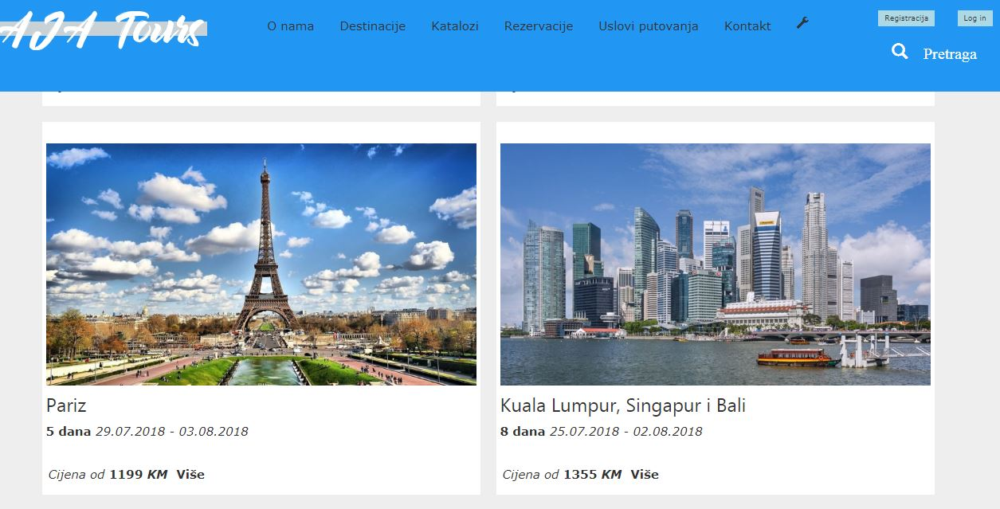 AJA Tours
O nama Destinacije Katalozi Rezervacije Uslovi putovanja Kontakt
Registracija Log in
Pretraga
Pariz
5 dana 29.07.2018 - 03.08.2018
Cijena od 1199 KM Više
Kuala Lumpur, Singapur i Bali
8 dana 25.07.2018 - 02.08.2018
Cijena od 1355 KM Više